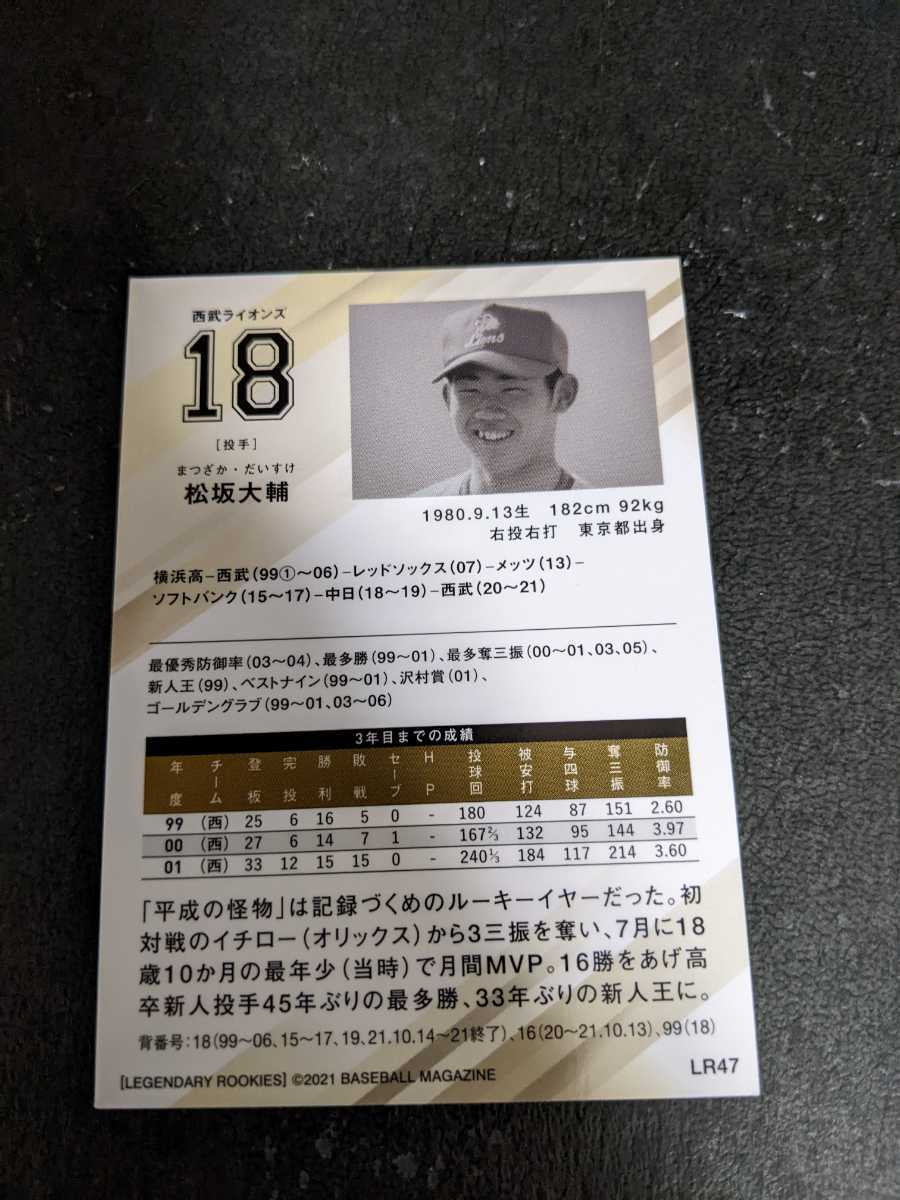 西武ライオンズ
18
[投手]
まつざか・だいすけ
松坂大輔
Lions
1980.9.13生　182cm 92kg
右投右打　東京都出身
横浜高−西武(99①〜06)−レッドソックス(07)−メッツ(13)−
ソフトバンク(15〜17)−中日(18〜19)−西武(20〜21)
最優秀防御率(03〜04)、最多勝(99〜01)、最多奪三振(00〜01、03、05)、
新人王(99)、ベストナイン(99〜01)、沢村賞(01)、
ゴールデングラブ(99〜01、03〜06)
3年目までの成績
年度 チーム 登板 完投 勝利 敗戦 セーブ HP 投球回 被安打 与四球 奪三振 防御率
99 (西) 25 6 16 5 0 - 180 124 87 151 2.60
00 (西) 27 6 14 7 1 - 167⅔ 132 95 144 3.97
01 (西) 33 12 15 15 0 - 240⅓ 184 117 214 3.60
「平成の怪物」は記録づくめのルーキーイヤーだった。初
対戦のイチロー(オリックス)から3三振を奪い、7月に18
歳10か月の最年少(当時)で月間MVP。16勝をあげ高
卒新人投手45年ぶりの最多勝、33年ぶりの新人王に。
背番号:18(99〜06、15〜17、19、21.10.14〜21終了)、16(20〜21.10.13)、99(18)
[LEGENDARY ROOKIES] ©2021 BASEBALL MAGAZINE
LR47